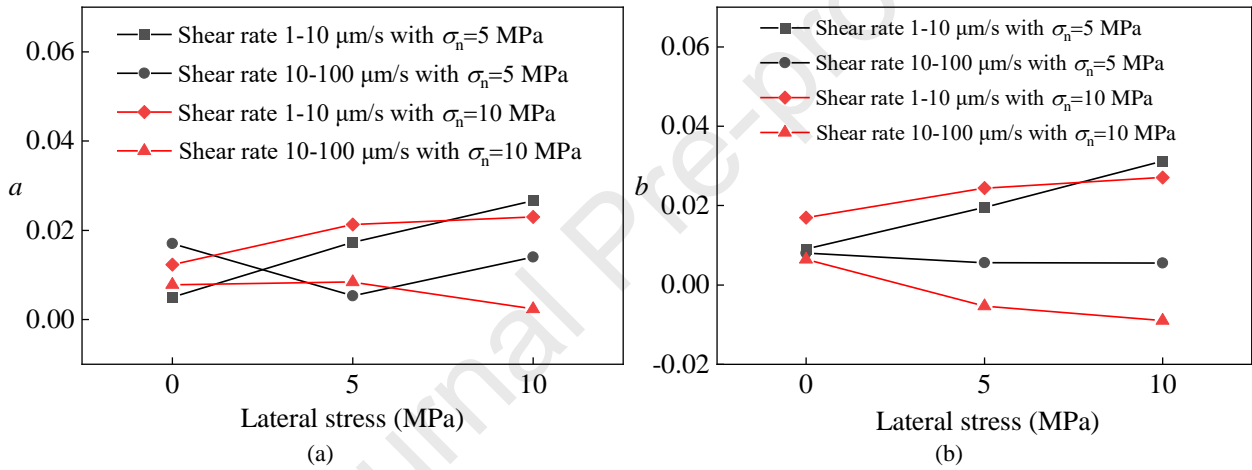 Shear rate 1-10 μm/s with σn=5 MPa
Shear rate 10-100 μm/s with σn=5 MPa
Shear rate 1-10 μm/s with σn=10 MPa
Shear rate 10-100 μm/s with σn=10 MPa
0.06
0.04
a
0.02
0.00
0
5
10
Lateral stress (MPa)
(a)
Shear rate 1-10 μm/s with σn=5 MPa
Shear rate 10-100 μm/s with σn=5 MPa
Shear rate 1-10 μm/s with σn=10 MPa
Shear rate 10-100 μm/s with σn=10 MPa
0.06
0.04
b
0.02
0.00
-0.02
0
5
10
Lateral stress (MPa)
(b)
urnal Pre-pro